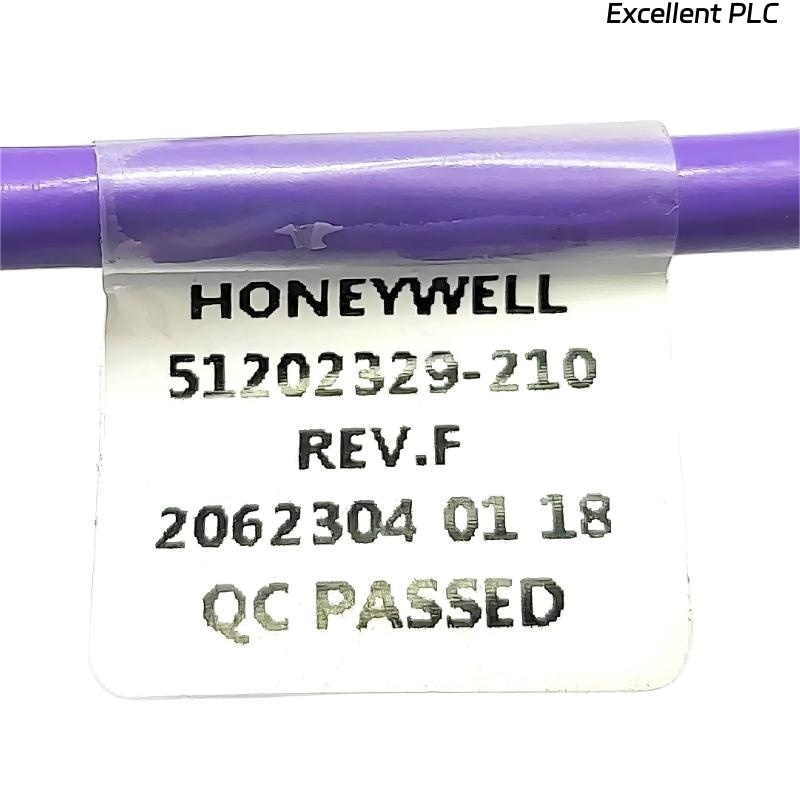 Excellent PLC
HONEYWELL
51202329-210
REV.F
2062304 01 18
QC PASSED